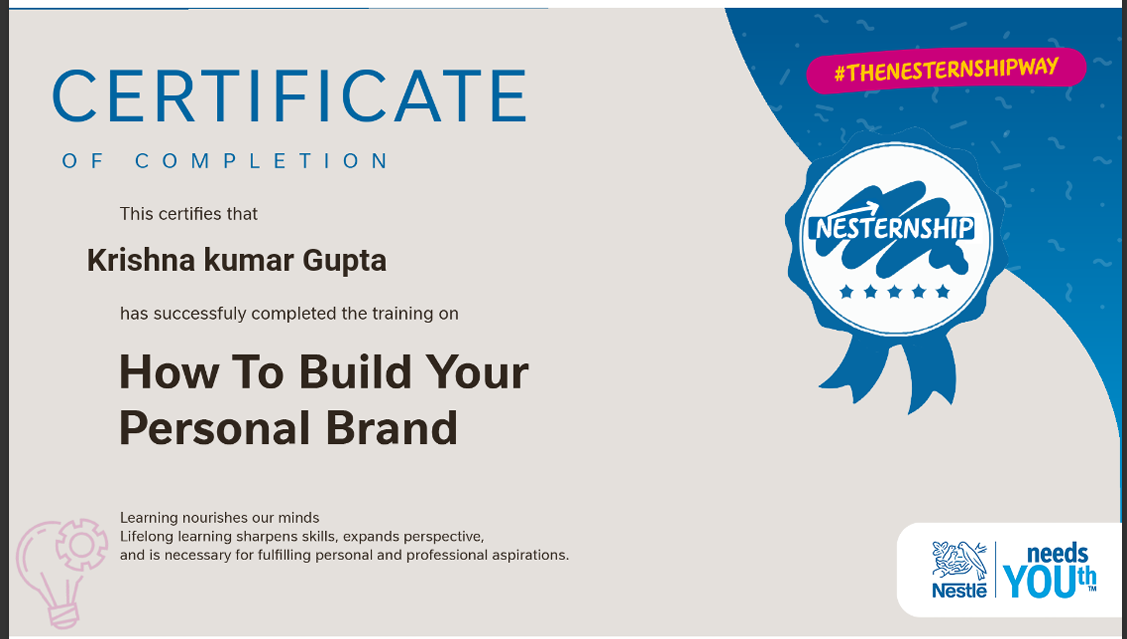 CERTIFICATE
OF COMPLETION
This certifies that
Krishna kumar Gupta
has successfuly completed the training on
How To Build Your
Personal Brand
Learning nourishes our minds
Lifelong learning sharpens skills, expands perspective,
and is necessary for fulfilling personal and professional aspirations.
#THENESTERNSHIPWAY
NESTERNSHIP
Nestlé
needs
YOUth™